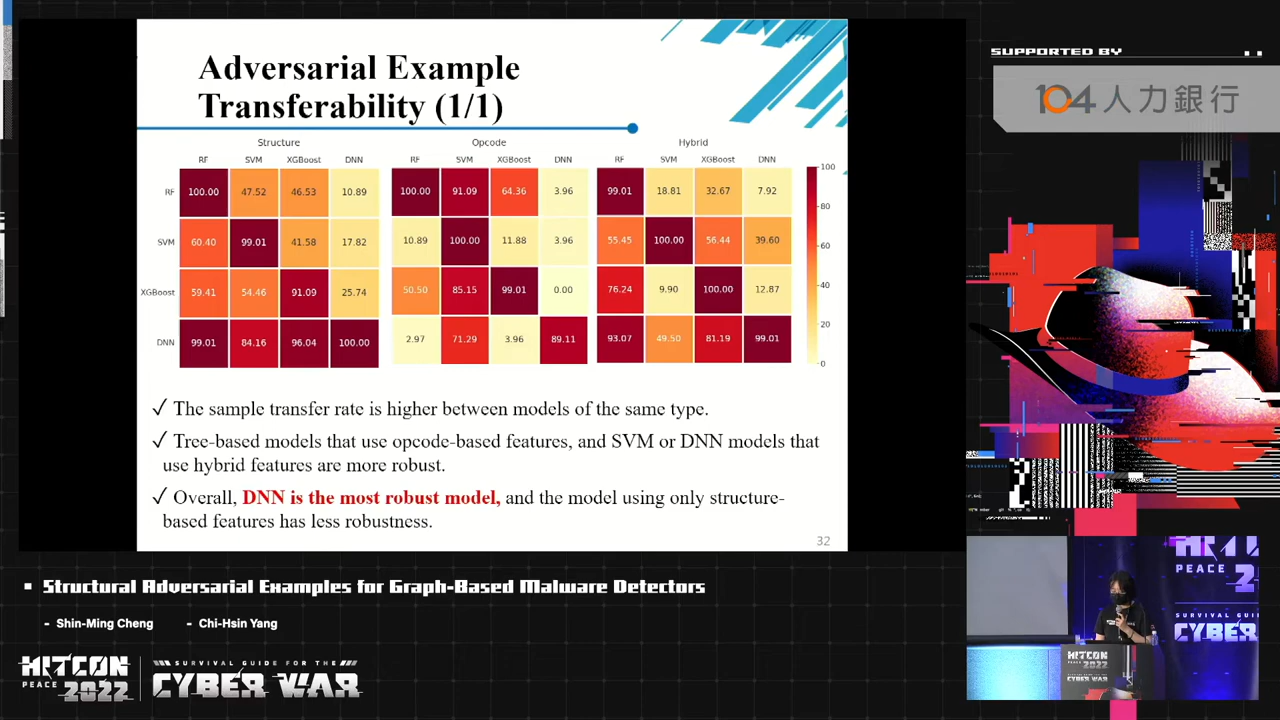 SUPPORTED BY
104 人力銀行
Adversarial Example
Transferability (1/1)
Structure
RF SVM XGBoost DNN
RF 100.00 47.52 46.53 10.89
SVM 60.40 99.01 41.58 17.82
XGBoost 59.41 54.46 91.09 25.74
DNN 99.01 84.16 96.04 100.00
Opcode
RF SVM XGBoost DNN
100.00 91.09 64.36 3.96
10.89 100.00 11.88 3.96
50.50 85.15 99.01 0.00
2.97 71.29 3.96 89.11
Hybrid
RF SVM XGBoost DNN
99.01 18.81 32.67 7.92
55.45 100.00 56.44 39.60
76.24 9.90 100.00 12.87
93.07 49.50 81.19 99.01
100
80
60
40
20
0
✓ The sample transfer rate is higher between models of the same type.
✓ Tree-based models that use opcode-based features, and SVM or DNN models that
use hybrid features are more robust.
✓ Overall, DNN is the most robust model, and the model using only structure-
based features has less robustness.
32
Structural Adversarial Examples for Graph-Based Malware Detectors
- Shin-Ming Cheng - Chi-Hsin Yang
HITCON
PEACE 2022
SURVIVAL GUIDE FOR THE
CYBER WAR
PEACE
SURVIVAL GUI
CYBER WAR
HITCON
2022